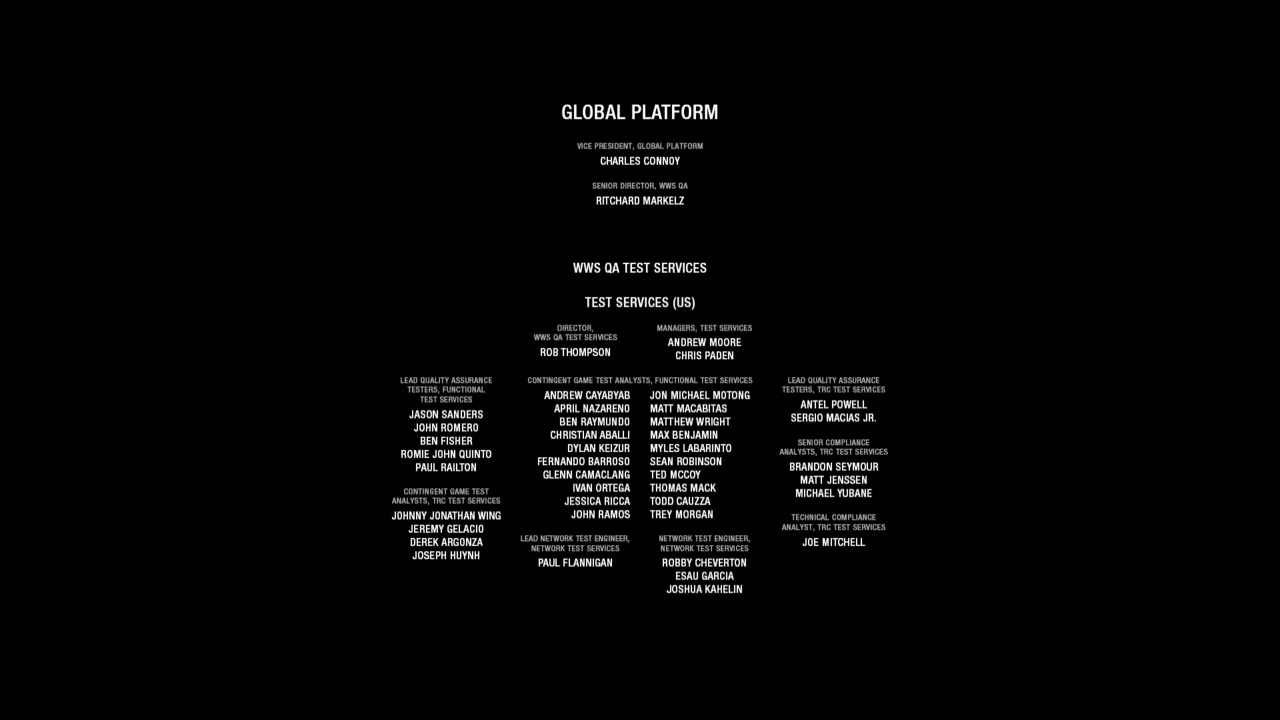 GLOBAL PLATFORM
VICE PRESIDENT, GLOBAL PLATFORM
CHARLES CONNOY
SENIOR DIRECTOR, WWS QA
RITCHARD MARKELZ
WWS QA TEST SERVICES
TEST SERVICES (US)
DIRECTOR,
WWS QA TEST SERVICES
ROB THOMPSON
MANAGERS, TEST SERVICES
ANDREW MOORE
CHRIS PADEN
LEAD QUALITY ASSURANCE
TESTERS, FUNCTIONAL
TEST SERVICES
JASON SANDERS
JOHN ROMERO
BEN FISHER
ROMIE JOHN QUINTO
PAUL RAILTON
CONTINGENT GAME TEST
ANALYSTS, TRC TEST SERVICES
JOHNNY JONATHAN WING
JEREMY GELACIO
DEREK ARGONZA
JOSEPH HUYNH
CONTINGENT GAME TEST ANALYSTS, FUNCTIONAL TEST SERVICES
ANDREW CAYABYAB
APRIL NAZARENO
BEN RAYMUNDO
CHRISTIAN ABALLI
DYLAN KEIZUR
FERNANDO BARROSO
GLENN CAMACLANG
IVAN ORTEGA
JESSICA RICCA
JOHN RAMOS
JON MICHAEL MOTONG
MATT MACABITAS
MATTHEW WRIGHT
MAX BENJAMIN
MYLES LABARINTO
SEAN ROBINSON
TED MCCOY
THOMAS MACK
TODD CAUZZA
TREY MORGAN
LEAD NETWORK TEST ENGINEER,
NETWORK TEST SERVICES
PAUL FLANNIGAN
NETWORK TEST ENGINEER,
NETWORK TEST SERVICES
ROBBY CHEVERTON
ESAU GARCIA
JOSHUA KAHELIN
LEAD QUALITY ASSURANCE
TESTERS, TRC TEST SERVICES
ANTEL POWELL
SERGIO MACIAS JR.
SENIOR COMPLIANCE
ANALYSTS, TRC TEST SERVICES
BRANDON SEYMOUR
MATT JENSSEN
MICHAEL YUBANE
TECHNICAL COMPLIANCE
ANALYST, TRC TEST SERVICES
JOE MITCHELL